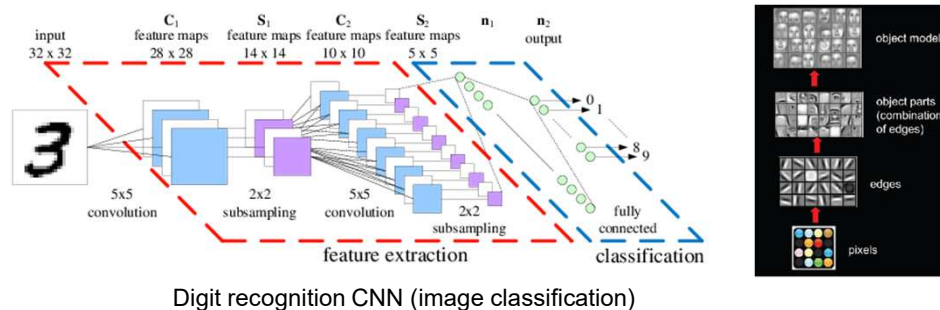 C1 S1 C2 S2 n1 n2
input feature maps feature maps feature maps feature maps output
32 x 32 28 x 28 14 x 14 10 x 10 5 x 5
0
1
8
9
5x5 convolution
2x2 subsampling
5x5 convolution
2x2 subsampling
fully connected
feature extraction
classification
Digit recognition CNN (image classification)
object model
object parts
(combination
of edges)
edges
pixels